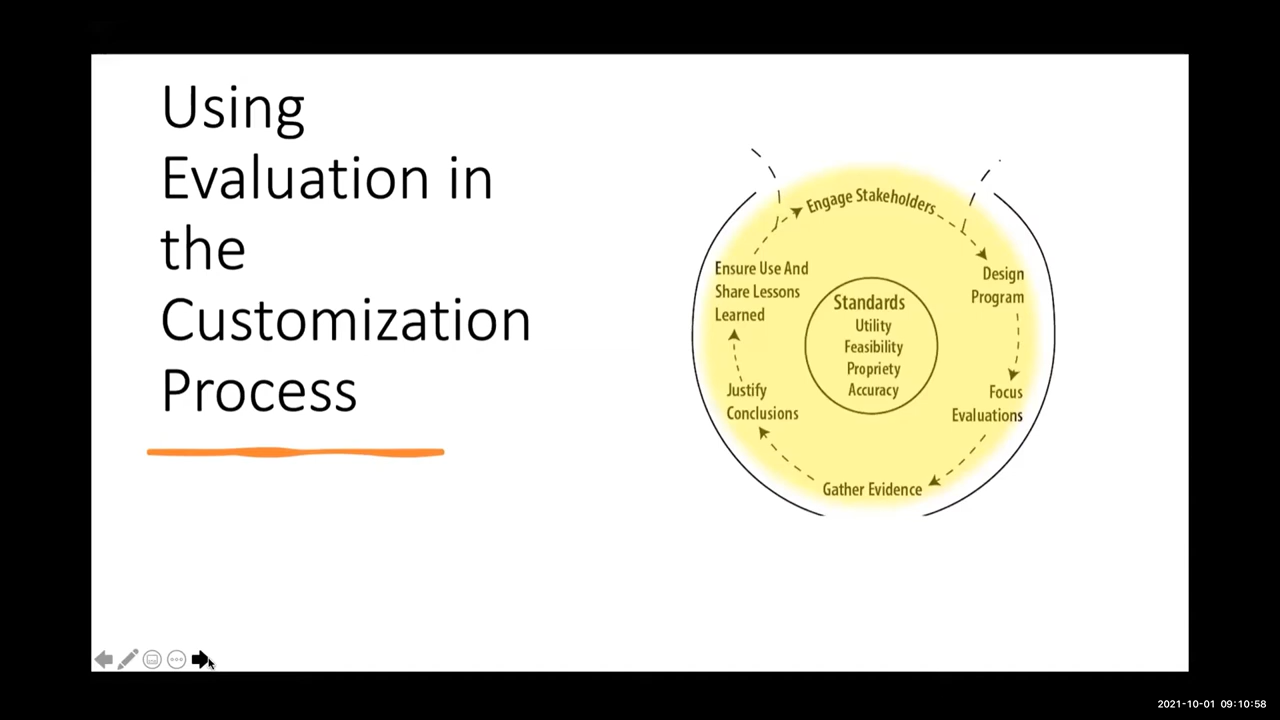 Using
Evaluation in
the
Customization
Process
Engage Stakeholders
Design
Program
Focus
Evaluations
Gather Evidence
Justify
Conclusions
Ensure Use And
Share Lessons
Learned
Standards
Utility
Feasibility
Propriety
Accuracy
2021-10-01 09:10:58